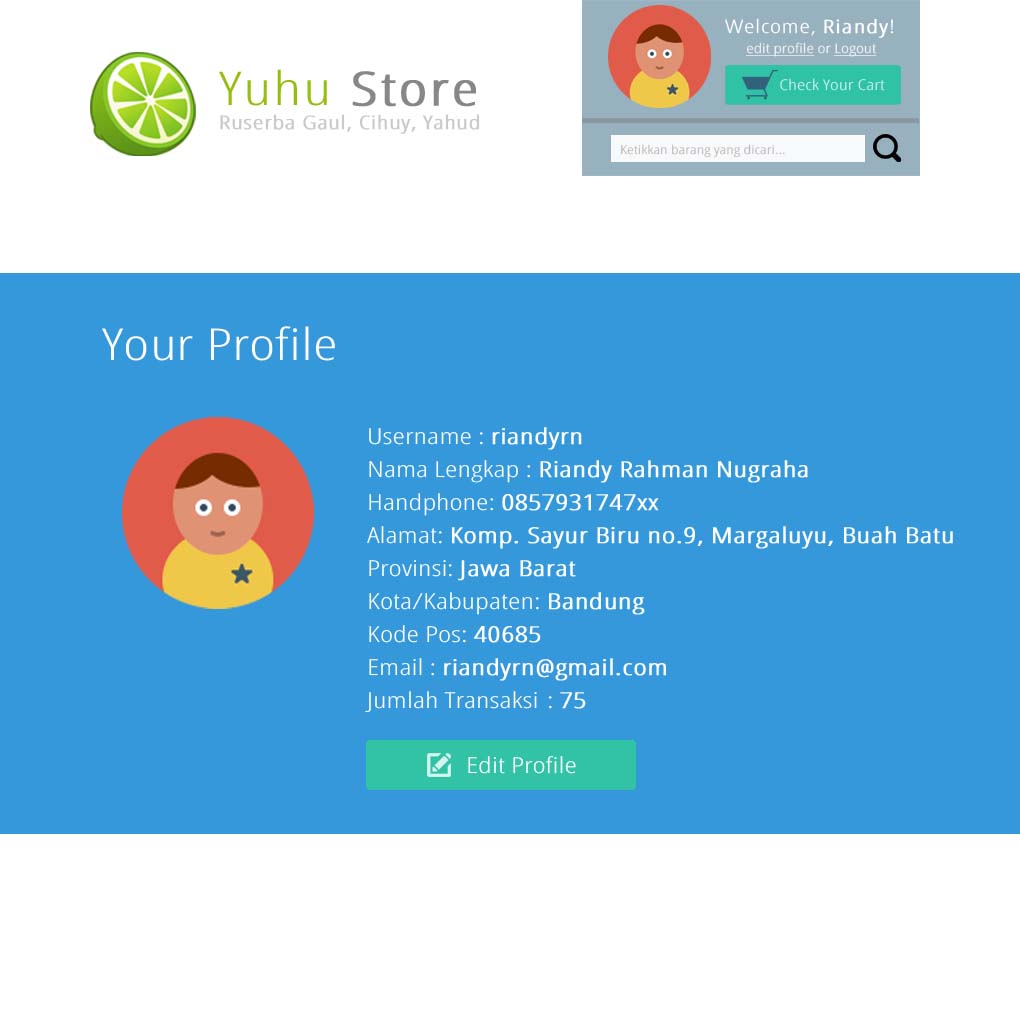 Yuhu Store
Ruserba Gaul, Cihuy, Yahud
Welcome, Riandy!
edit profile or Logout
Check Your Cart
Ketikkan barang yang dicari...
Your Profile
Username : riandyrn
Nama Lengkap : Riandy Rahman Nugraha
Handphone: 0857931747xx
Alamat: Komp. Sayur Biru no.9, Margaluyu, Buah Batu
Provinsi: Jawa Barat
Kota/Kabupaten: Bandung
Kode Pos: 40685
Email : riandyrn@gmail.com
Jumlah Transaksi : 75
Edit Profile